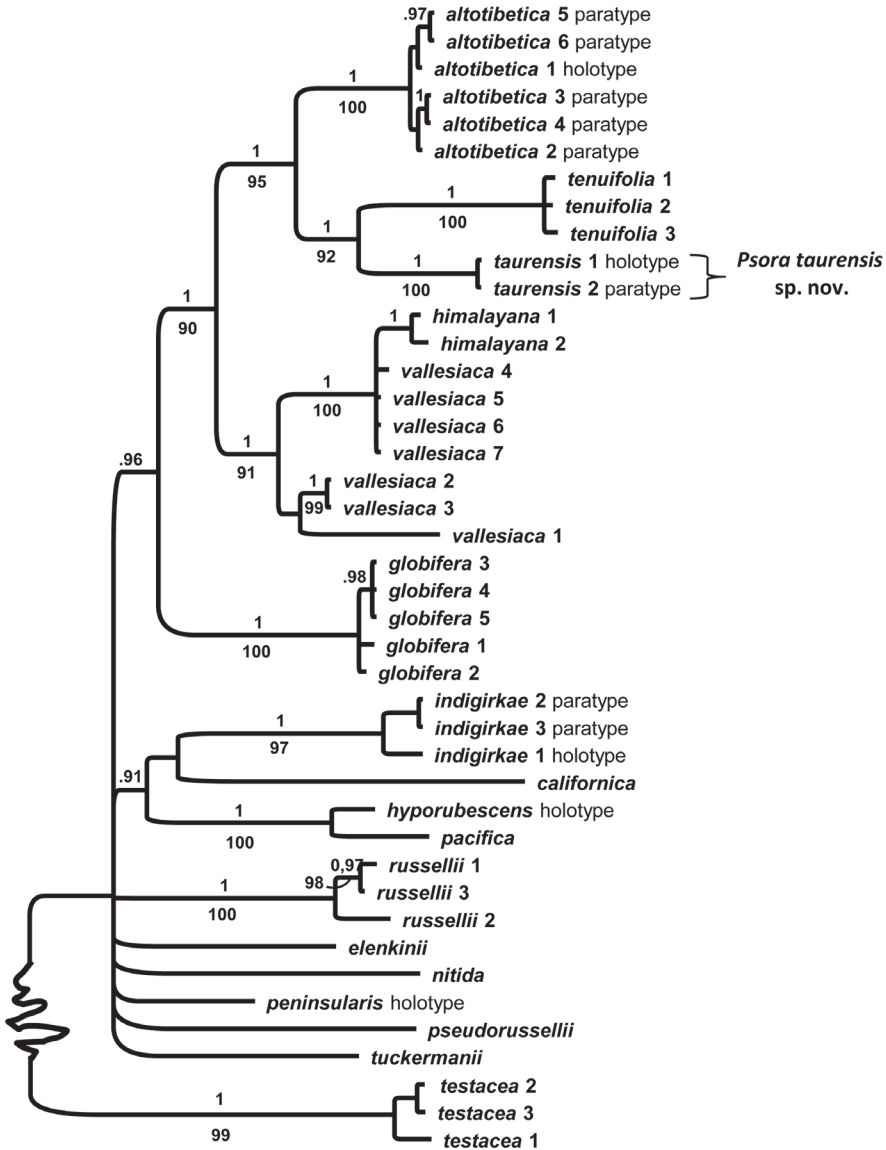 .97
altotibetica 5 paratype
altotibetica 6 paratype
altotibetica 1 holotype
1
100
1
altotibetica 3 paratype
altotibetica 4 paratype
altotibetica 2 paratype
1
95
tenuifolia 1
1
100
tenuifolia 2
tenuifolia 3
1
92
taurensis 1 holotype
1
100
taurensis 2 paratype
Psora taurensis
sp. nov.
1
90
1
himalayana 1
himalayana 2
vallesiaca 4
1
100
vallesiaca 5
vallesiaca 6
vallesiaca 7
1
91
.96
1
99
vallesiaca 2
vallesiaca 3
vallesiaca 1
globifera 3
.98
globifera 4
globifera 5
1
100
globifera 1
globifera 2
indigirkae 2 paratype
1
97
indigirkae 3 paratype
indigirkae 1 holotype
.91
californica
hyporubescens holotype
1
100
pacifica
0,97
98
russellii 1
russellii 3
1
100
russellii 2
elenkinii
nitida
peninsularis holotype
pseudorussellii
tuckermanii
testacea 2
1
99
testacea 3
testacea 1